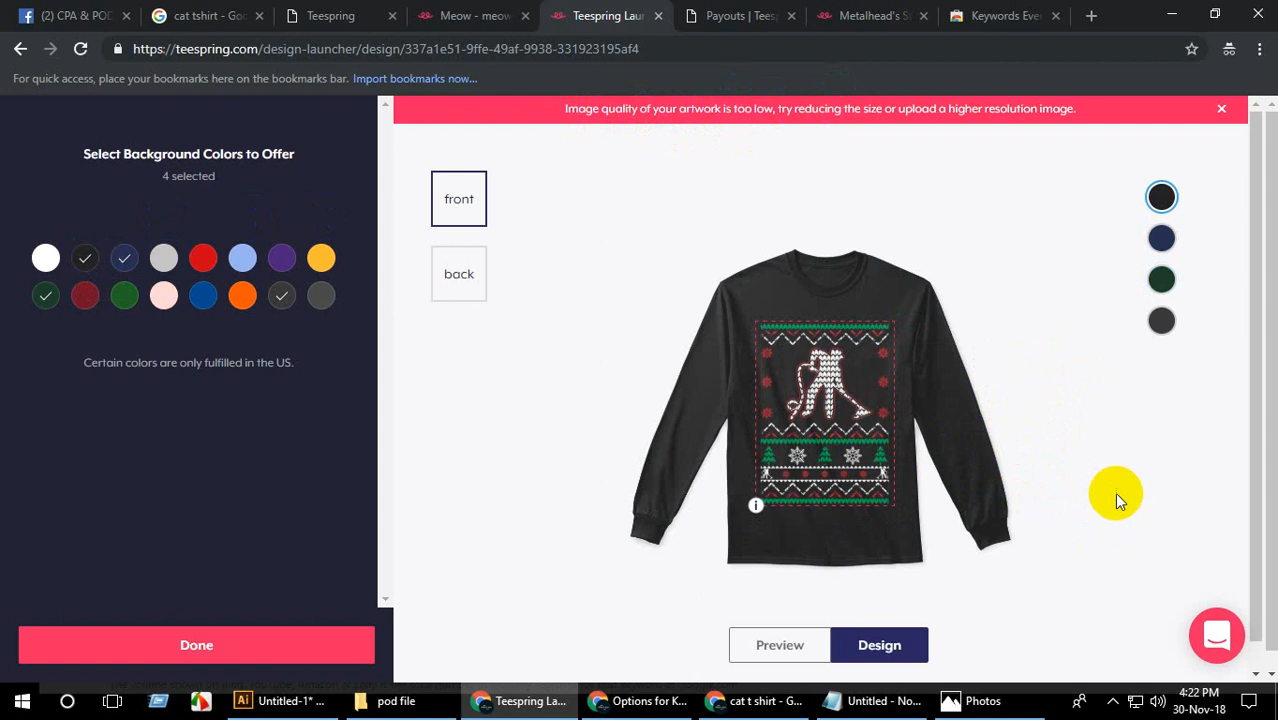 (2) CPA & POD
cat tshirt - Goo
Teespring
Meow - meow
Teespring Lau
Payouts | Tees
Metalhead's S
Keywords Eve
https://teespring.com/design-launcher/design/337a1e51-9ffe-49af-9938-331923195af4
For quick access, place your bookmarks here on the bookmarks bar. Import bookmarks now...
Image quality of your artwork is too low, try reducing the size or upload a higher resolution image.
Select Background Colors to Offer
4 selected
front
back
Certain colors are only fulfilled in the US.
i
Done
Preview
Design
Untitled-1* ...
pod file
Teespring La...
Options for K...
cat t shirt - G...
Untitled - No...
Photos
4:22 PM
30-Nov-18